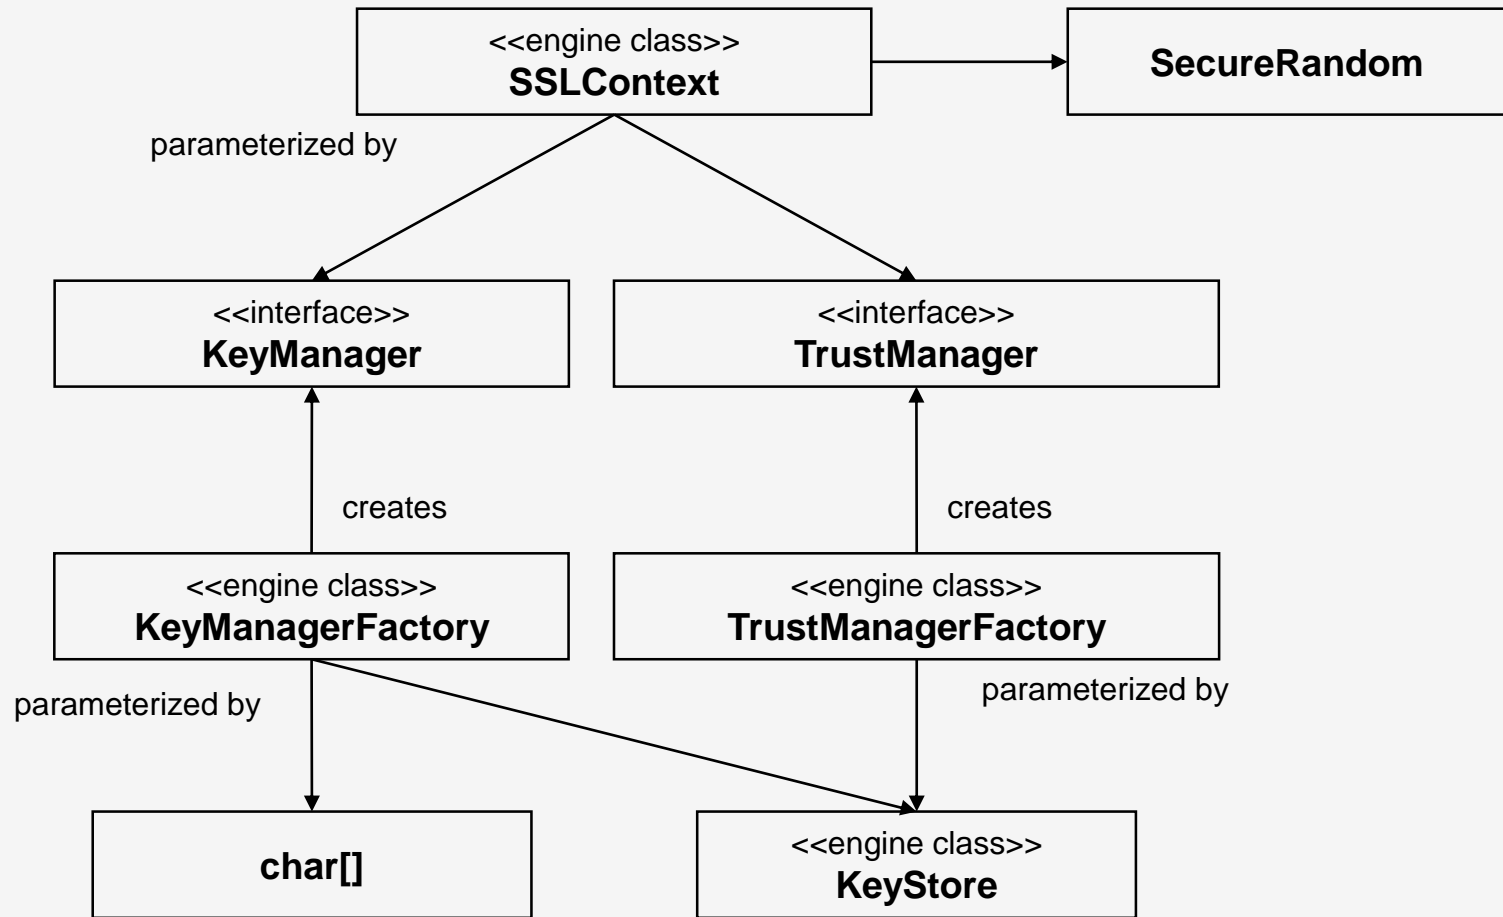 <<engine class>>
SSLContext
SecureRandom
parameterized by
<<interface>>
KeyManager
<<interface>>
TrustManager
creates
creates
<<engine class>>
KeyManagerFactory
<<engine class>>
TrustManagerFactory
parameterized by
parameterized by
char[]
<<engine class>>
KeyStore